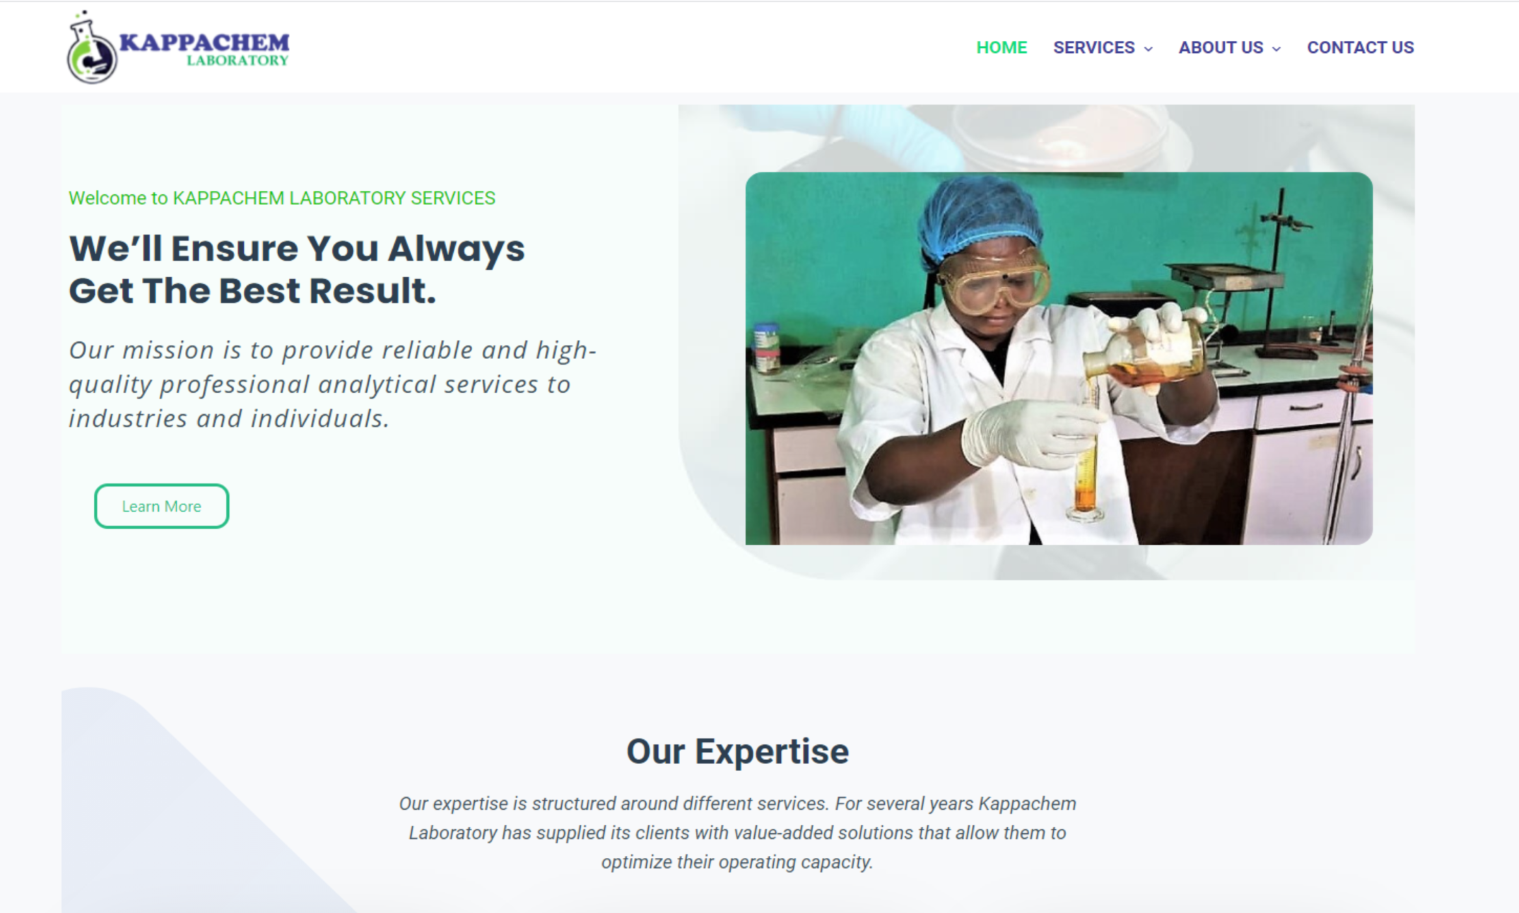 KAPPACHEM
LABORATORY
HOME
SERVICES
ABOUT US
CONTACT US
Welcome to KAPPACHEM LABORATORY SERVICES
We’ll Ensure You Always
Get The Best Result.
Our mission is to provide reliable and high-
quality professional analytical services to
industries and individuals.
Learn More
Our Expertise
Our expertise is structured around different services. For several years Kappachem
Laboratory has supplied its clients with value-added solutions that allow them to
optimize their operating capacity.